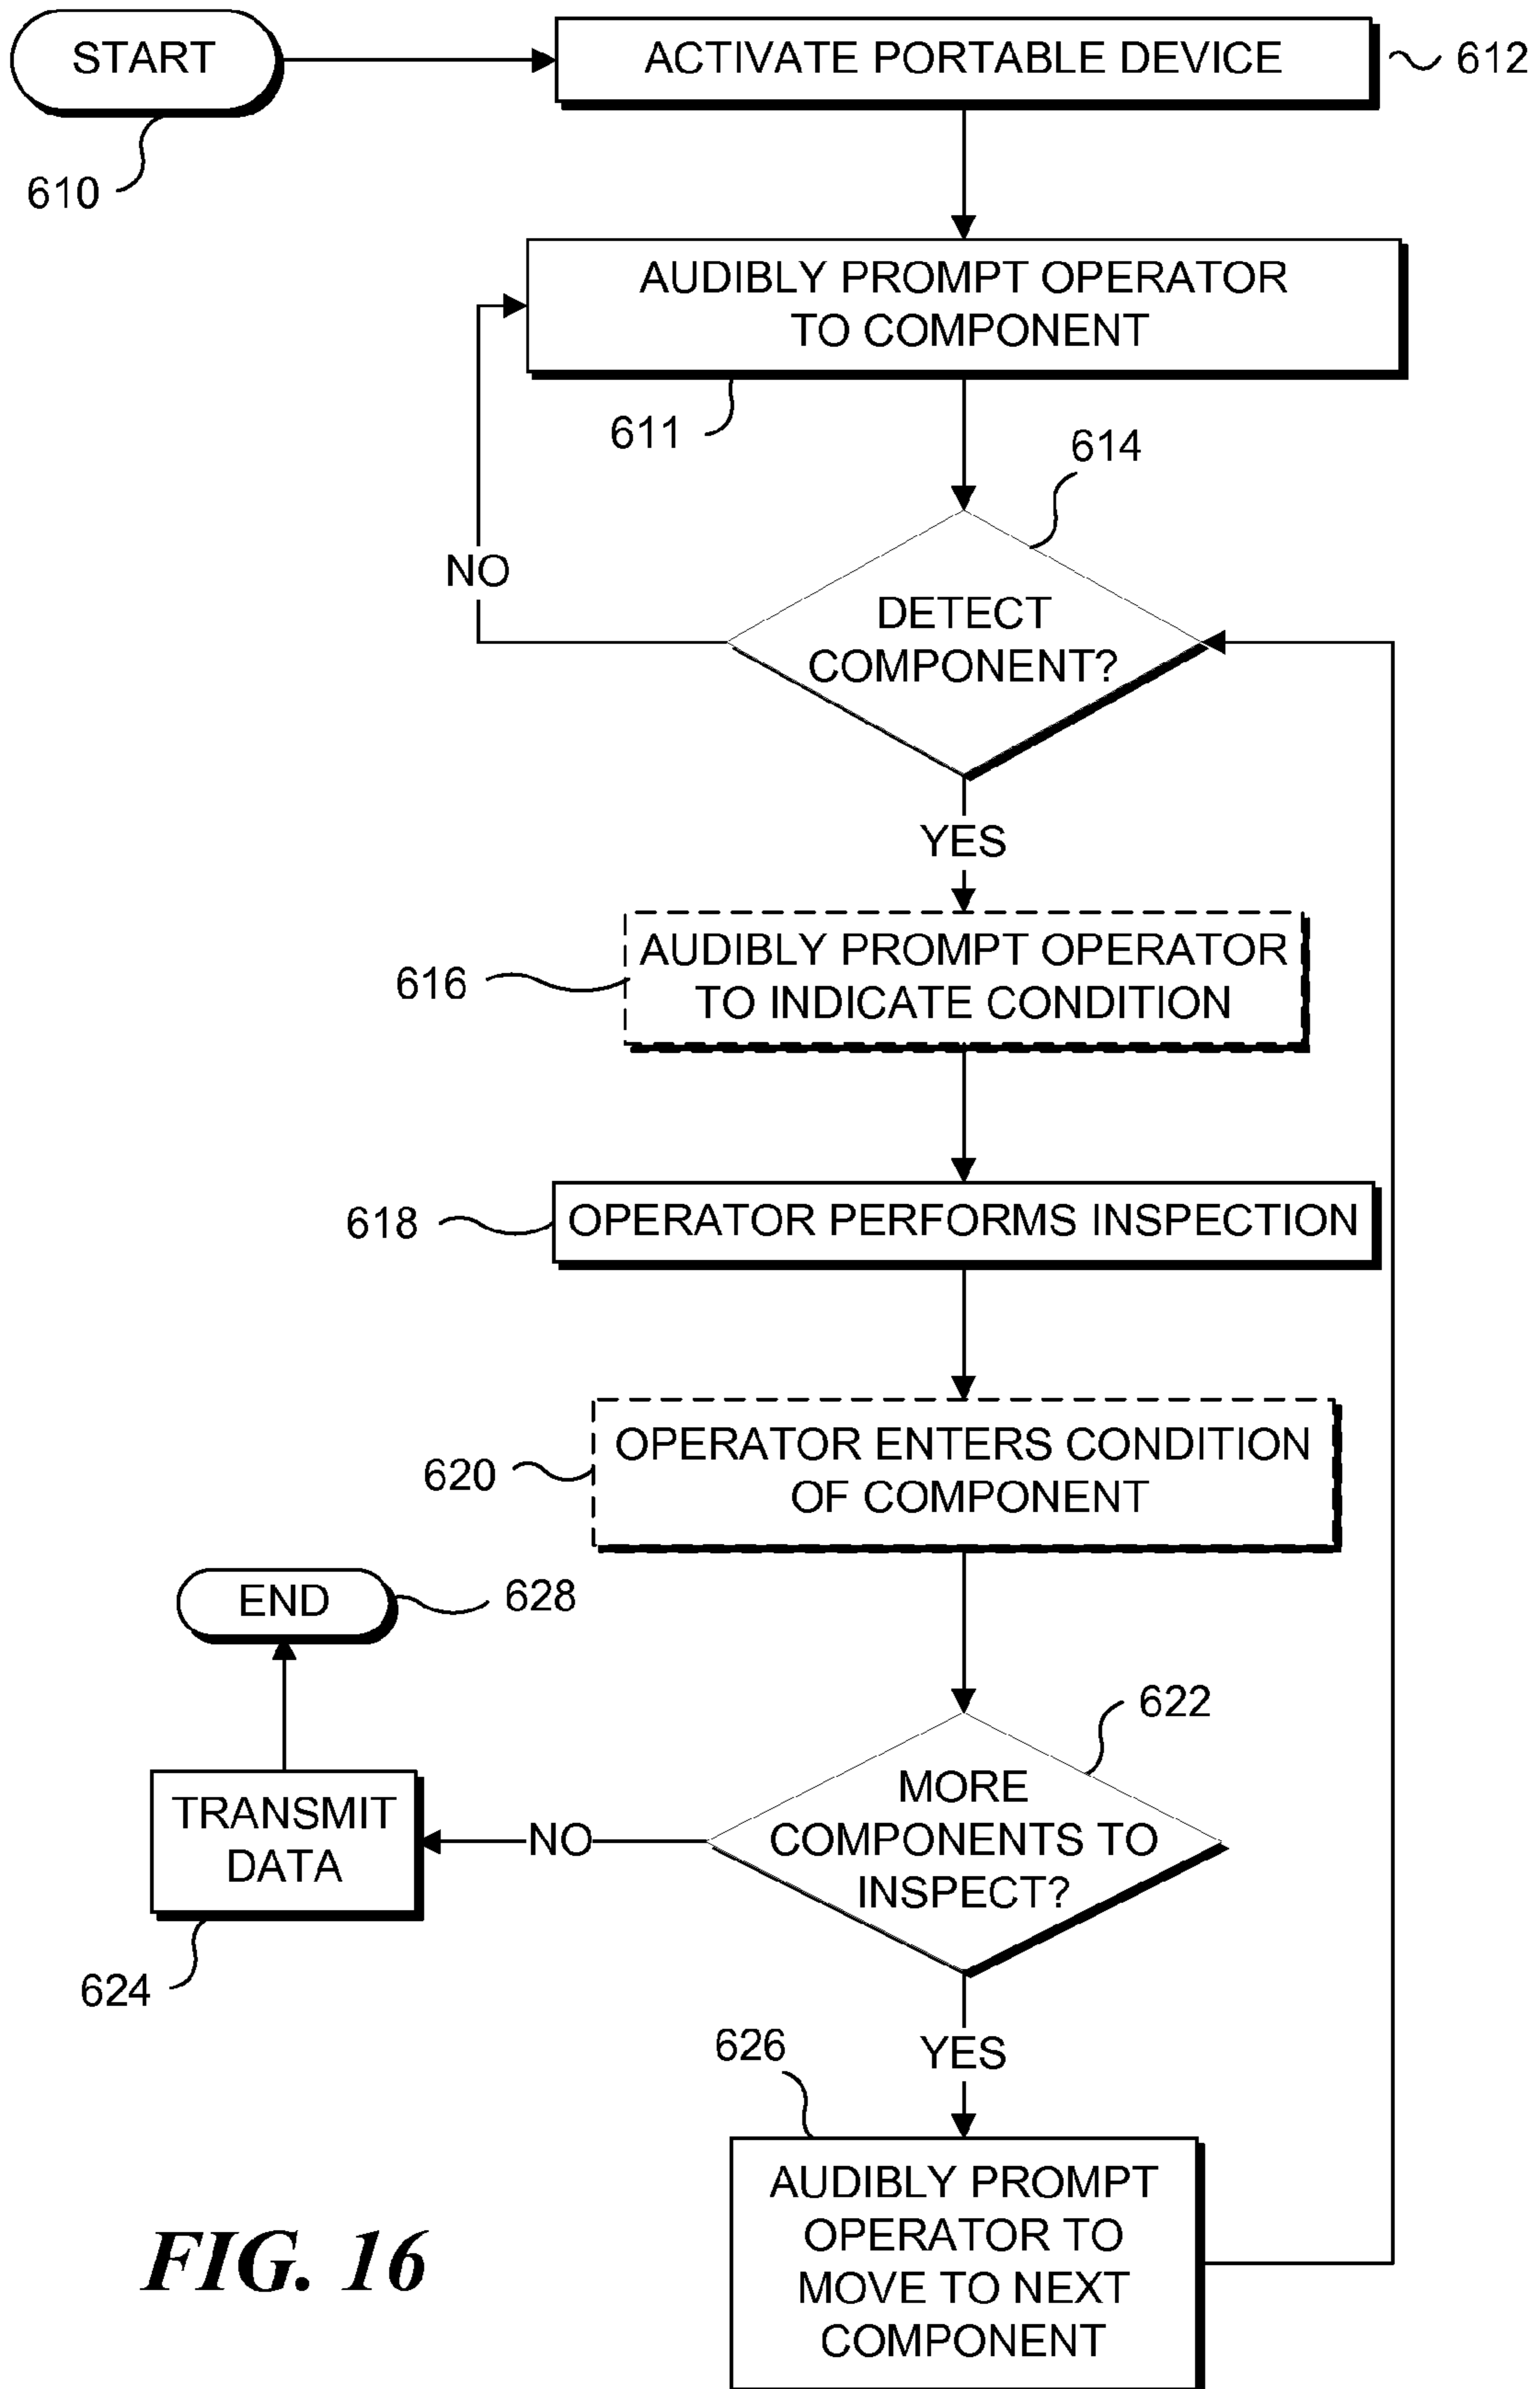 START
ACTIVATE PORTABLE DEVICE
612
610
AUDIBLY PROMPT OPERATOR
TO COMPONENT
611
614
NO
DETECT
COMPONENT?
YES
AUDIBLY PROMPT OPERATOR
TO INDICATE CONDITION
616
618
OPERATOR PERFORMS INSPECTION
OPERATOR ENTERS CONDITION
OF COMPONENT
620
END
628
622
MORE
COMPONENTS TO
INSPECT?
NO
TRANSMIT
DATA
624
YES
626
AUDIBLY PROMPT
OPERATOR TO
MOVE TO NEXT
COMPONENT
FIG. 16